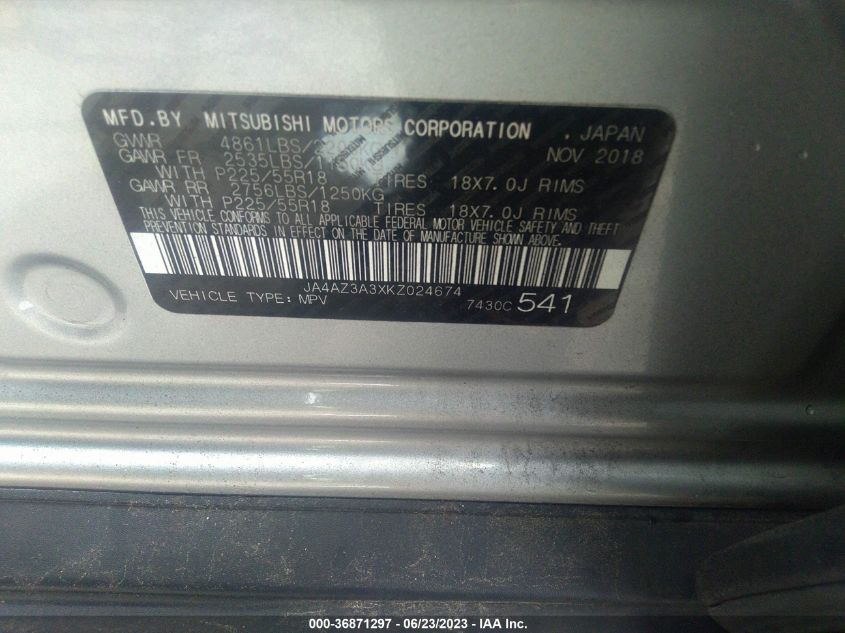 MFD.BY MITSUBISHI MOTORS CORPORATION . JAPAN
GVWR 4861LBS/ NOV 2018
GAWR FR 2535LBS/
WITH P225/55R18 TIRES 18X7.0J RIMS
GAWR RR 2756LBS/1250KG
WITH P225/55R18 TIRES 18X7.0J RIMS
THIS VEHICLE CONFORMS TO ALL APPLICABLE FEDERAL MOTOR VEHICLE SAFETY AND THEFT
PREVENTION STANDARDS IN EFFECT ON THE DATE OF MANUFACTURE SHOWN ABOVE.
JA4AZ3A3XKZ024674
VEHICLE TYPE: MPV 7430C 541
000-36871297 - 06/23/2023 - IAA Inc.